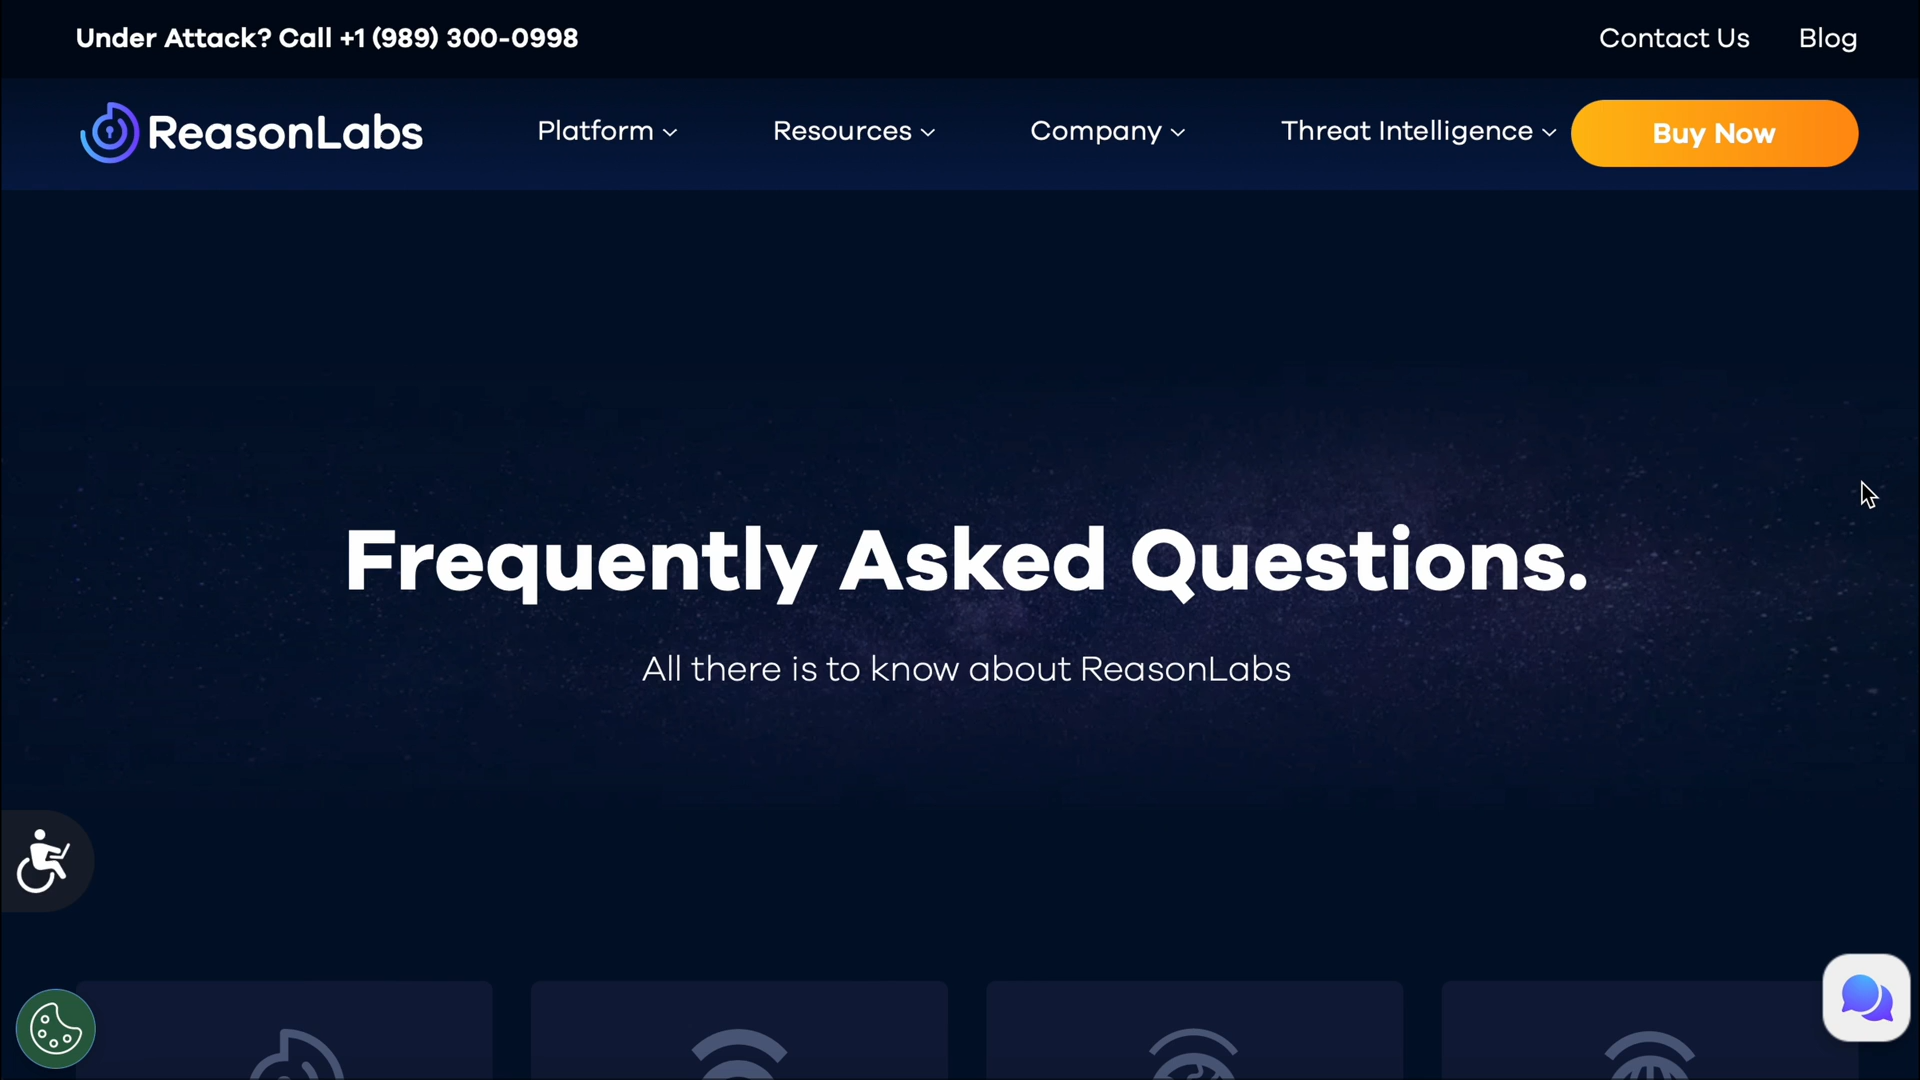 Under Attack? Call +1 (989) 300-0998
Contact Us
Blog
ReasonLabs
Platform
Resources
Company
Threat Intelligence
Buy Now
Frequently Asked Questions.
All there is to know about ReasonLabs